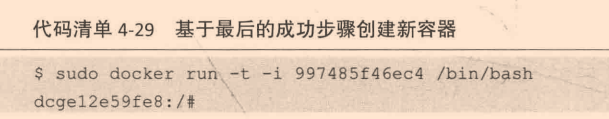 代码清单 4-29 基于最后的成功步骤创建新容器
$ sudo docker run -t -i 997485f46ec4 /bin/bash
dcge12e59fe8:/#